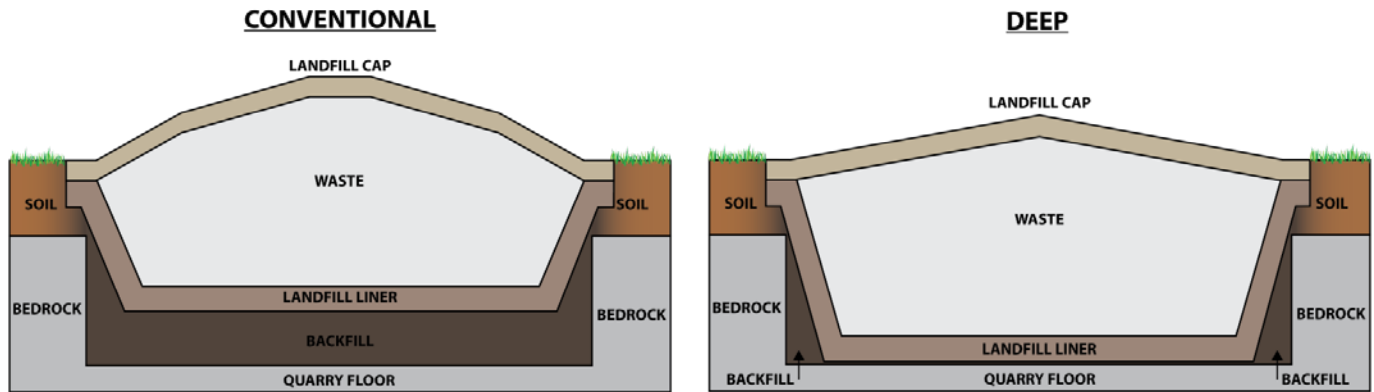 CONVENTIONAL
LANDFILL CAP
WASTE
SOIL
SOIL
BEDROCK
BEDROCK
LANDFILL LINER
BACKFILL
QUARRY FLOOR
DEEP
LANDFILL CAP
WASTE
SOIL
SOIL
BEDROCK
BEDROCK
LANDFILL LINER
BACKFILL
QUARRY FLOOR
BACKFILL